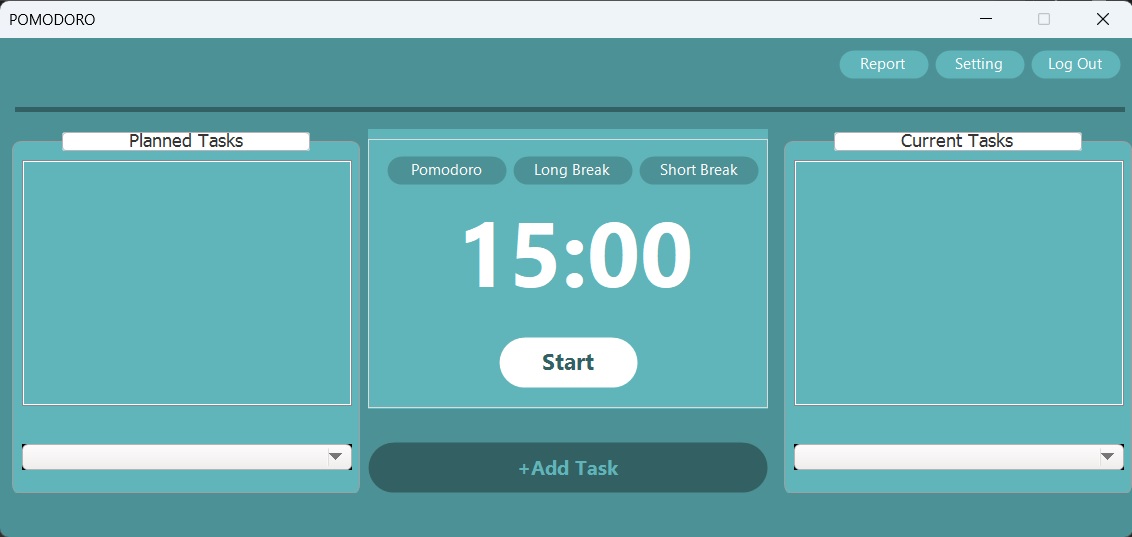 POMODORO
Report Setting Log Out
Planned Tasks
Current Tasks
Pomodoro Long Break Short Break
15:00
Start
+Add Task